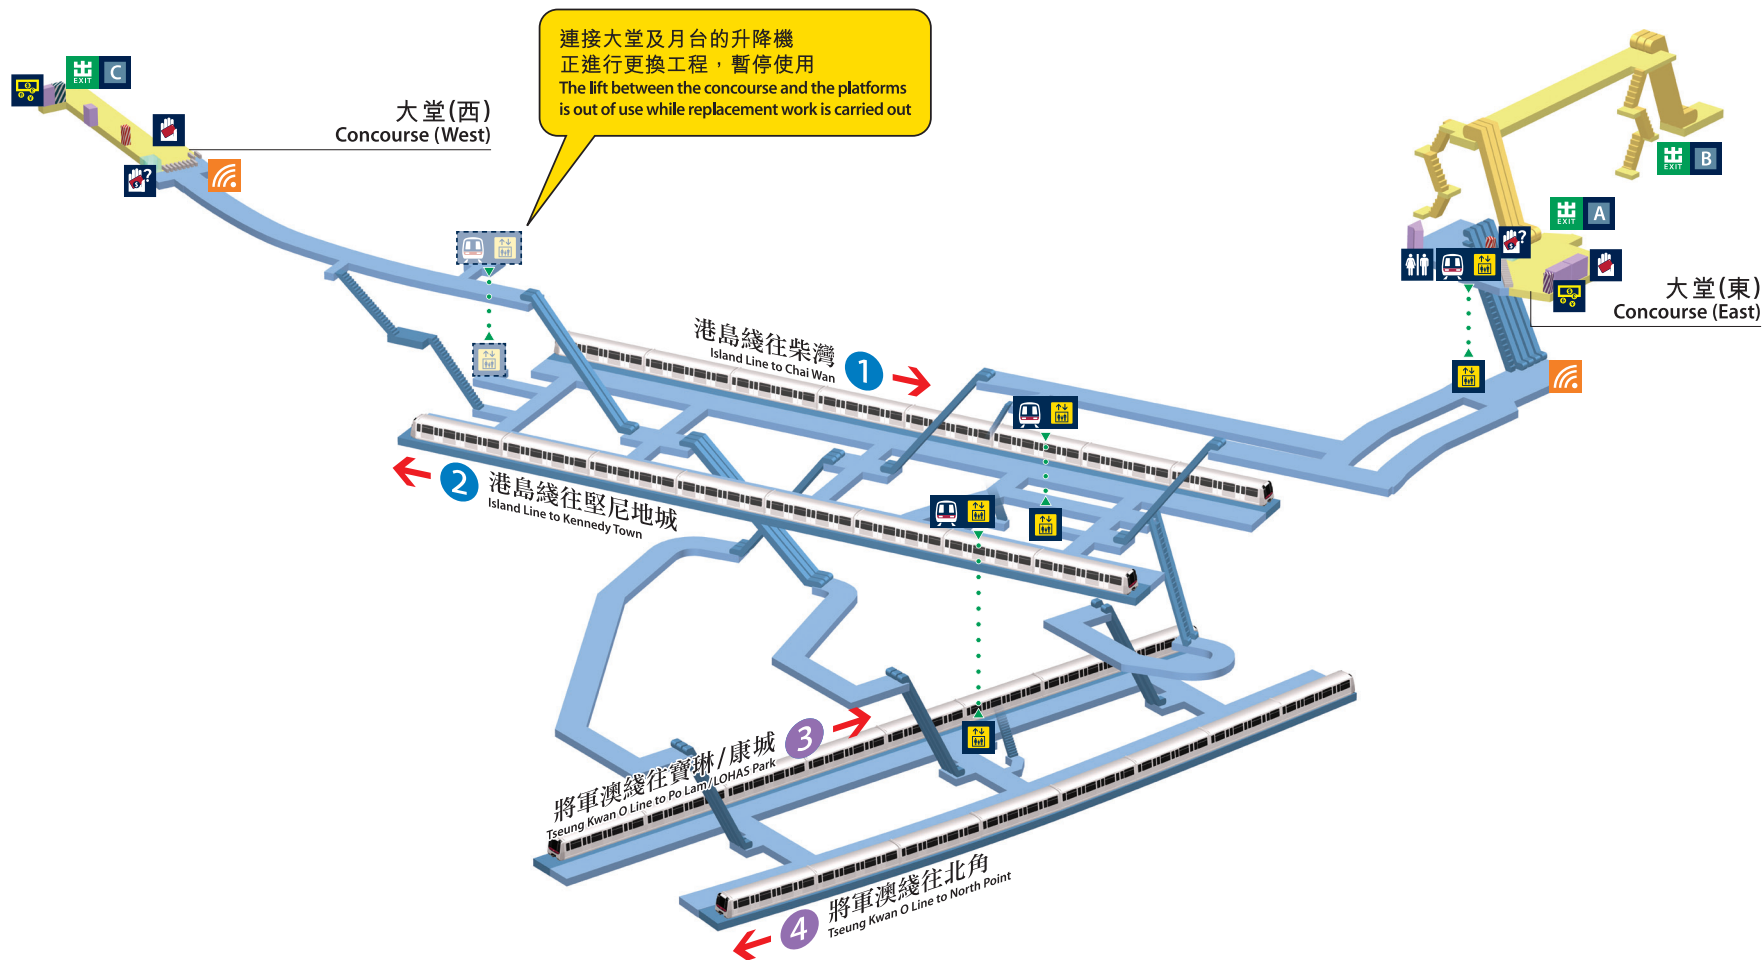 連接大堂及月台的升降機
正進行更換工程，暫停使用
The lift between the concourse and the platforms
is out of use while replacement work is carried out
出
EXIT
C
大堂(西)
Concourse (West)
?
出
EXIT
B
出
EXIT
A
?
大堂(東)
Concourse (East)
港島綫往柴灣
Island Line to Chai Wan
1
2
港島綫往堅尼地城
Island Line to Kennedy Town
將軍澳綫往寶琳/康城
Tseung Kwan O Line to Po Lam/LOHAS Park
3
4
將軍澳綫往北角
Tseung Kwan O Line to North Point